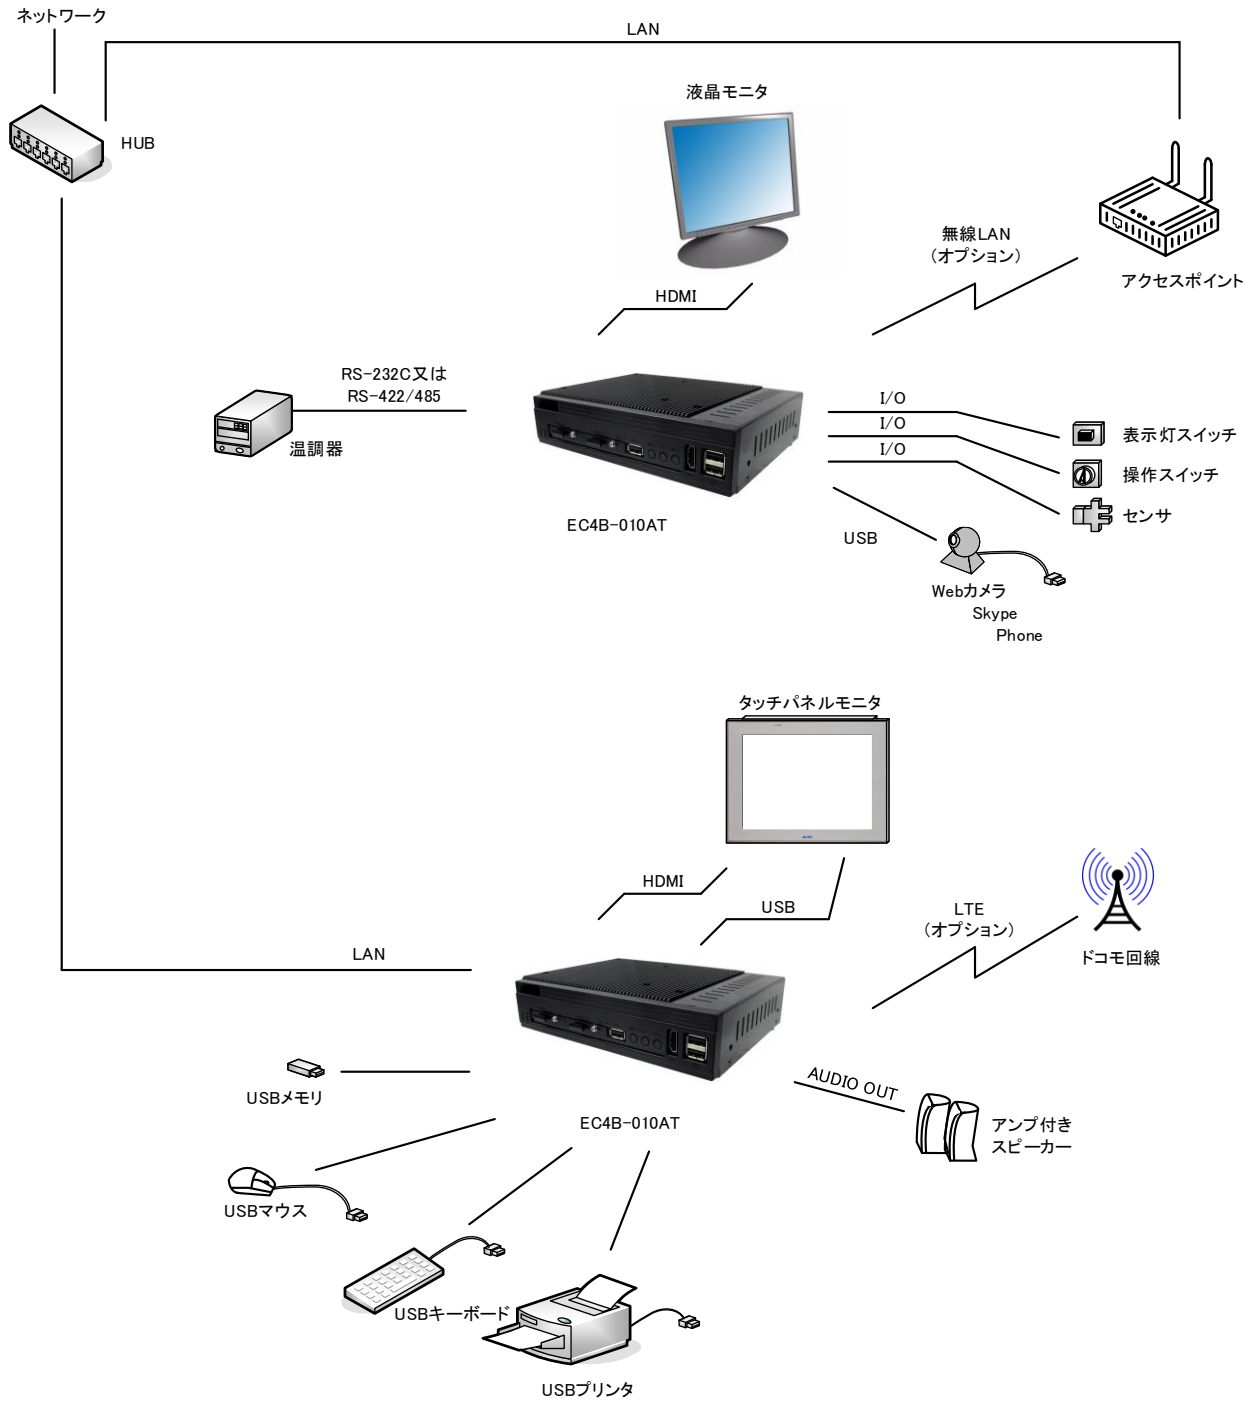 ネットワーク
LAN
HUB
液晶モニタ
無線LAN
（オプション）
アクセスポイント
HDMI
RS-232C又は
RS-422/485
温調器
I/O
I/O
I/O
表示灯スイッチ
操作スイッチ
センサ
EC4B-010AT
USB
Webカメラ
Skype
Phone
タッチパネルモニタ
HDMI
USB
LTE
（オプション）
ドコモ回線
LAN
USBメモリ
AUDIO OUT
アンプ付き
スピーカー
EC4B-010AT
USBマウス
USBキーボード
USBプリンタ